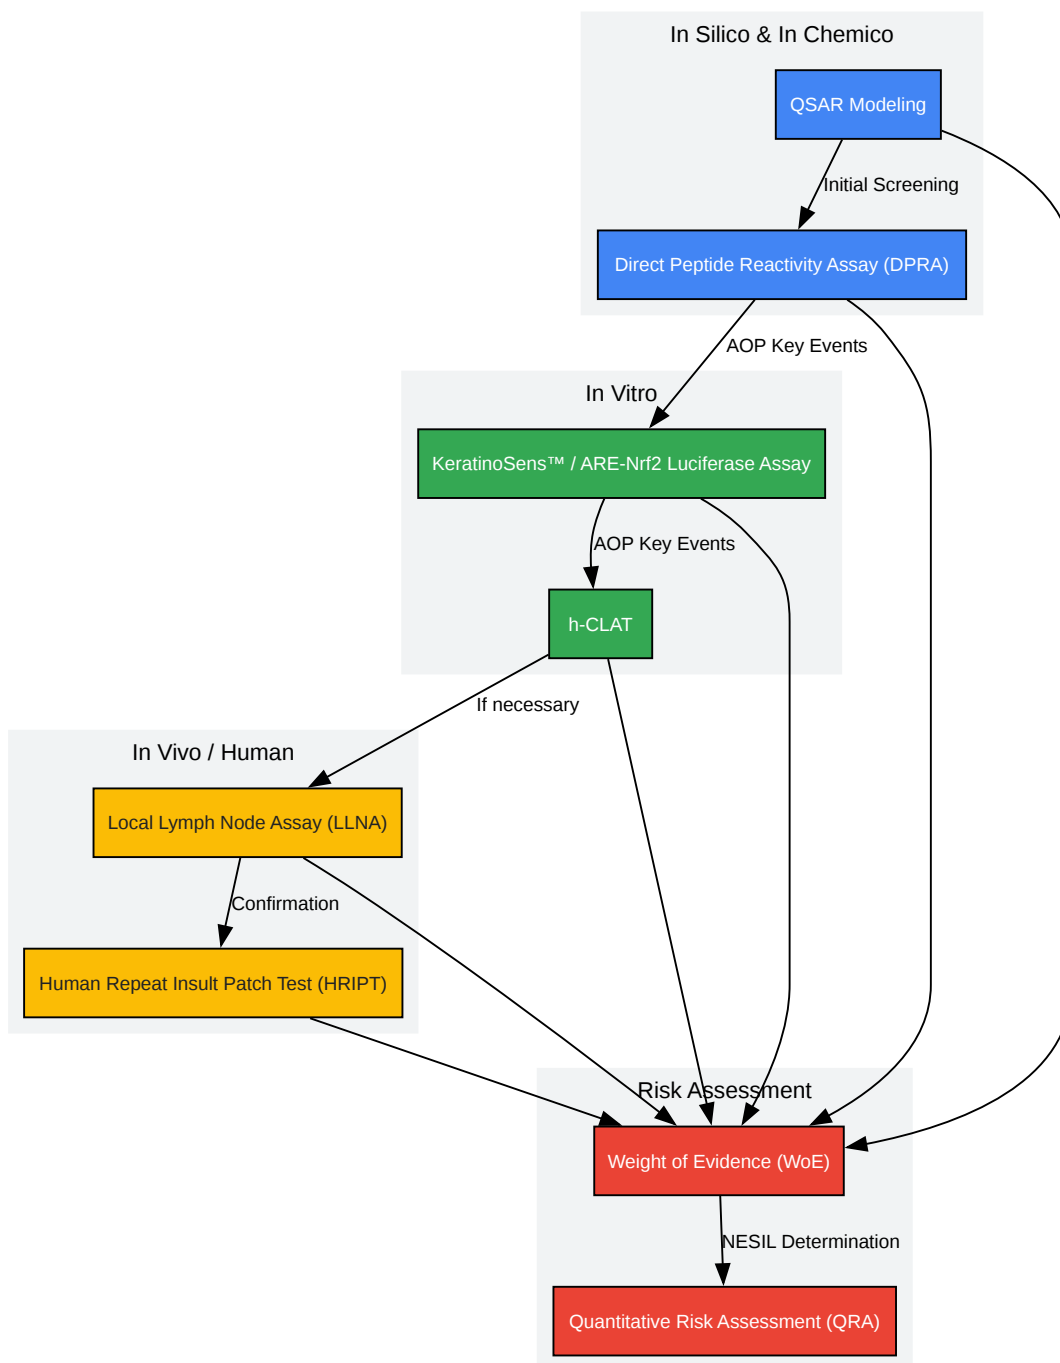 In Silico & In Chemico
QSAR Modeling
Initial Screening
Direct Peptide Reactivity Assay (DPRA)
AOP Key Events
In Vitro
KeratinoSens™ / ARE-Nrf2 Luciferase Assay
AOP Key Events
h-CLAT
If necessary
In Vivo / Human
Local Lymph Node Assay (LLNA)
Confirmation
Human Repeat Insult Patch Test (HRIPT)
Risk Assessment
Weight of Evidence (WoE)
NESIL Determination
Quantitative Risk Assessment (QRA)